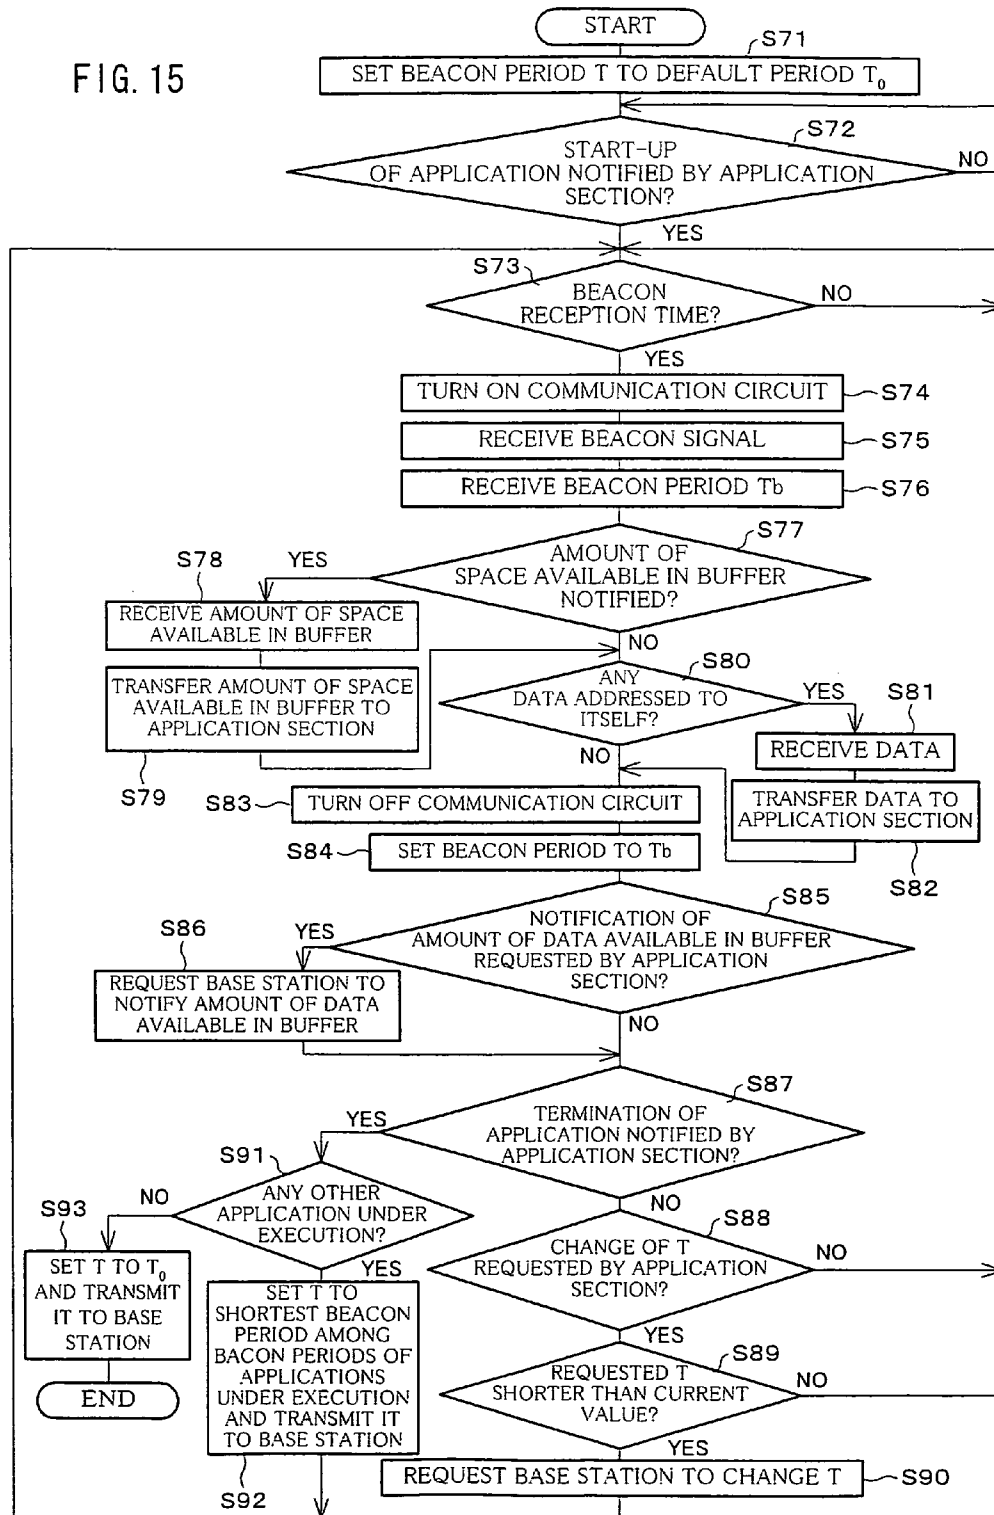 FIG. 15
START
S71
SET BEACON PERIOD T TO DEFAULT PERIOD T0
S72
START-UP
OF APPLICATION NOTIFIED BY APPLICATION
SECTION?
NO
YES
S73
BEACON
RECEPTION TIME?
NO
YES
TURN ON COMMUNICATION CIRCUIT
S74
RECEIVE BEACON SIGNAL
S75
RECEIVE BEACON PERIOD Tb
S76
S77
AMOUNT OF
SPACE AVAILABLE IN BUFFER
NOTIFIED?
YES
NO
S78
RECEIVE AMOUNT OF SPACE
AVAILABLE IN BUFFER
TRANSFER AMOUNT OF SPACE
AVAILABLE IN BUFFER TO
APPLICATION SECTION
S79
S80
ANY
DATA ADDRESSED TO
ITSELF?
YES
NO
S81
RECEIVE DATA
TRANSFER DATA TO
APPLICATION SECTION
S82
S83
TURN OFF COMMUNICATION CIRCUIT
S84
SET BEACON PERIOD TO Tb
S85
NOTIFICATION OF
AMOUNT OF DATA AVAILABLE IN BUFFER
REQUESTED BY APPLICATION
SECTION?
YES
NO
S86
REQUEST BASE STATION TO
NOTIFY AMOUNT OF DATA
AVAILABLE IN BUFFER
S87
TERMINATION OF
APPLICATION NOTIFIED BY
APPLICATION SECTION?
YES
NO
S91
ANY OTHER
APPLICATION UNDER
EXECUTION?
NO
YES
S93
SET T TO T0
AND TRANSMIT
IT TO BASE
STATION
END
SET T TO
SHORTEST BEACON
PERIOD AMONG
BACON PERIODS OF
APPLICATIONS
UNDER EXECUTION
AND TRANSMIT IT
TO BASE STATION
S92
S88
CHANGE OF T
REQUESTED BY APPLICATION
SECTION?
NO
YES
S89
REQUESTED T
SHORTER THAN CURRENT
VALUE?
NO
YES
REQUEST BASE STATION TO CHANGE T
S90